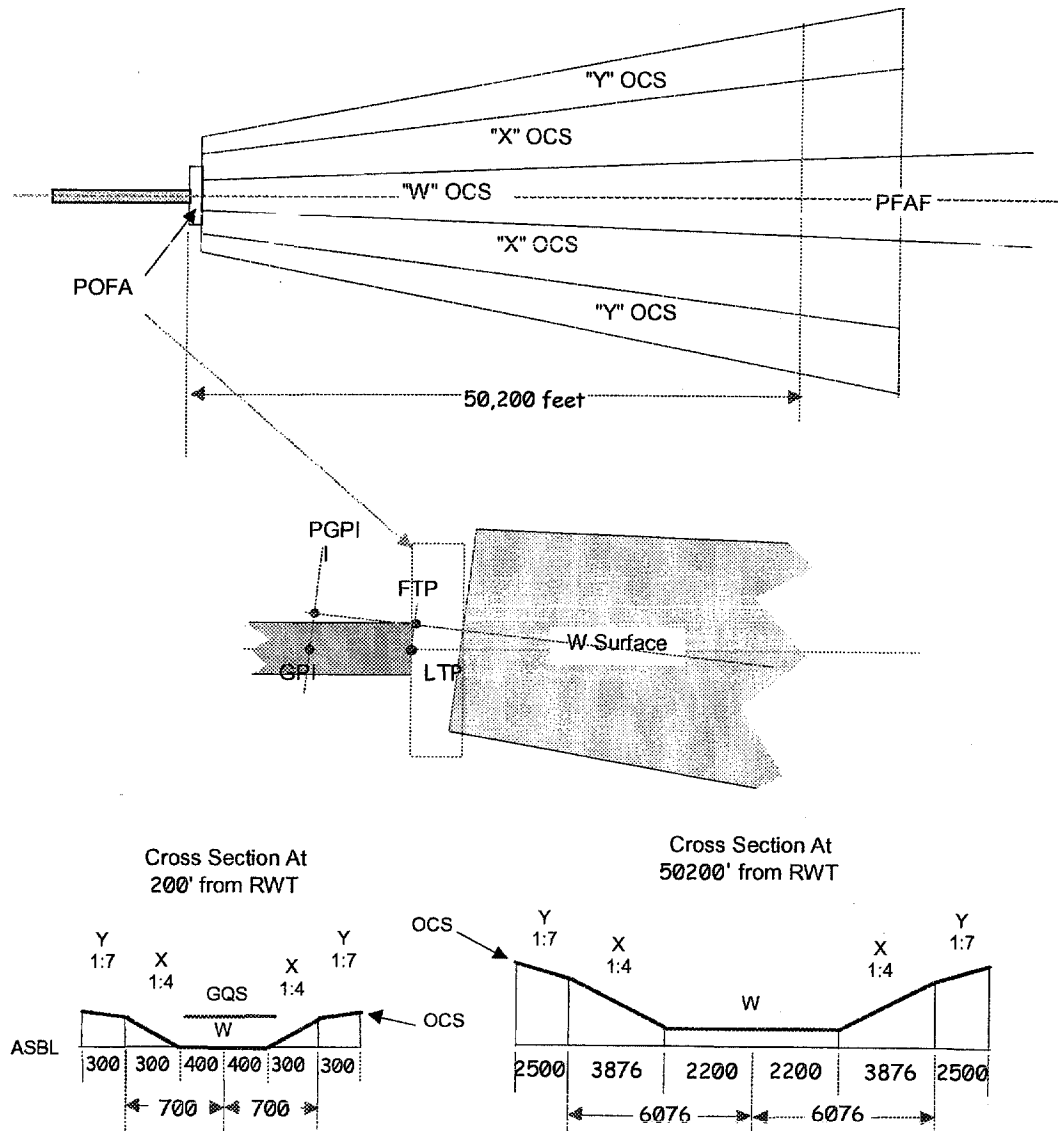 "Y" OCS
"X" OCS
"W" OCS
PFAF
"X" OCS
POFA
"Y" OCS
50,200 feet
PGPI
I
FTP
W Surface
GPI
LTP
Cross Section At
200' from RWT
Cross Section At
50200' from RWT
Y
1:7
X
1:4
GQS
W
X
1:4
Y
1:7
OCS
ASBL
300 300 400 400 300 300
700 700
OCS
Y
1:7
X
1:4
W
X
1:4
Y
1:7
2500 3876 2200 2200 3876 2500
6076 6076